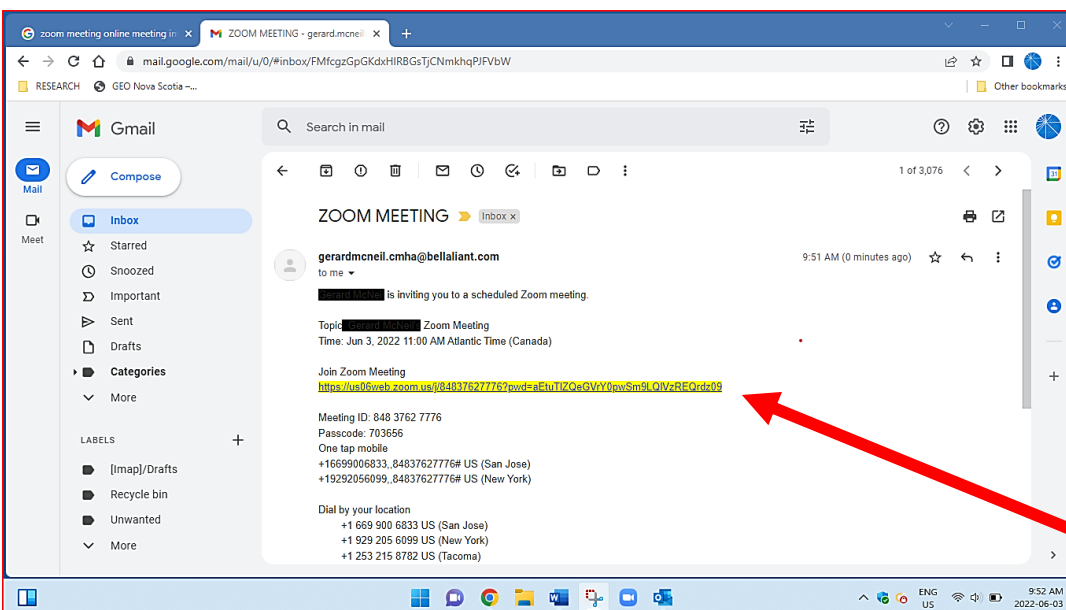 zoom meeting online meeting in
ZOOM MEETING - gerard.mcneil
mail.google.com/mail/u/0/#inbox/FMfcgzGpGKdxHlRBGsTjCNmkhqPJFVbW
RESEARCH
GEO Nova Scotia –...
Other bookmarks
Gmail
Search in mail
Mail
Meet
Compose
Inbox
Starred
Snoozed
Important
Sent
Drafts
Categories
More
LABELS
[Imap]/Drafts
Recycle bin
Unwanted
More
1 of 3,076
31
ZOOM MEETING
Inbox x
gerardmcneil.cmha@bellaliant.com
9:51 AM (0 minutes ago)
to me
is inviting you to a scheduled Zoom meeting.
Topic Zoom Meeting
Time: Jun 3, 2022 11:00 AM Atlantic Time (Canada)
Join Zoom Meeting
https://us06web.zoom.us/j/84837627776?pwd=aEtuTlZQeGVrY0pwSm9LQlVzREQrdz09
Meeting ID: 848 3762 7776
Passcode: 703656
One tap mobile
+16699006833,,84837627776# US (San Jose)
+19292056099,,84837627776# US (New York)
Dial by your location
+1 669 900 6833 US (San Jose)
+1 929 205 6099 US (New York)
+1 253 215 8782 US (Tacoma)
ENG
US
9:52 AM
2022-06-03